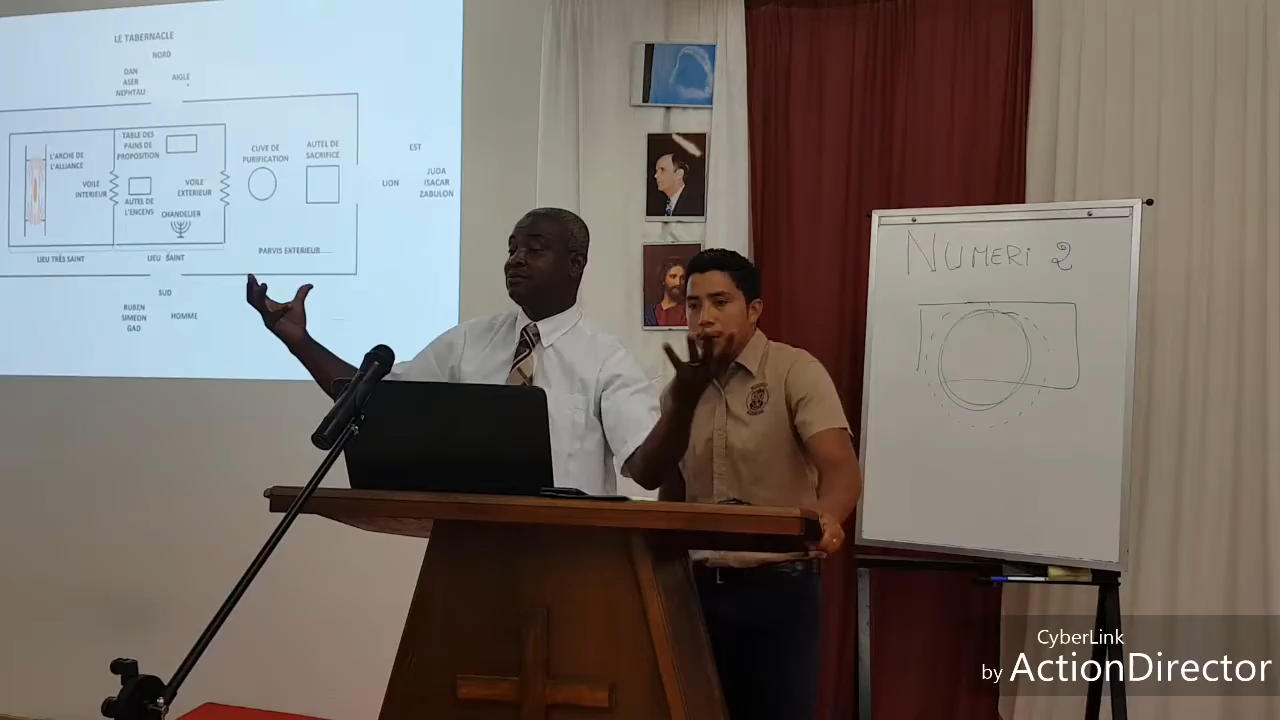 LE TABERNACLE
NORD
DAN
ASER
NEPHTAU
AIGLE
L'ARCHE DE
L'ALLIANCE
VOILE
INTERIEUR
TABLE DES
PAINS DE
PROPOSITION
AUTEL DE
L'ENCENS
VOILE
EXTERIEUR
CHANDELIER
CUVE DE
PURIFICATION
AUTEL DE
SACRIFICE
EST
LION
JUDA
ISACAR
ZABULON
PARVIS EXTERIEUR
LIEU TRÈS SAINT
LIEU SAINT
SUD
RUBEN
SIMEON
GAD
HOMME
NUMERI 2
CyberLink
by ActionDirector